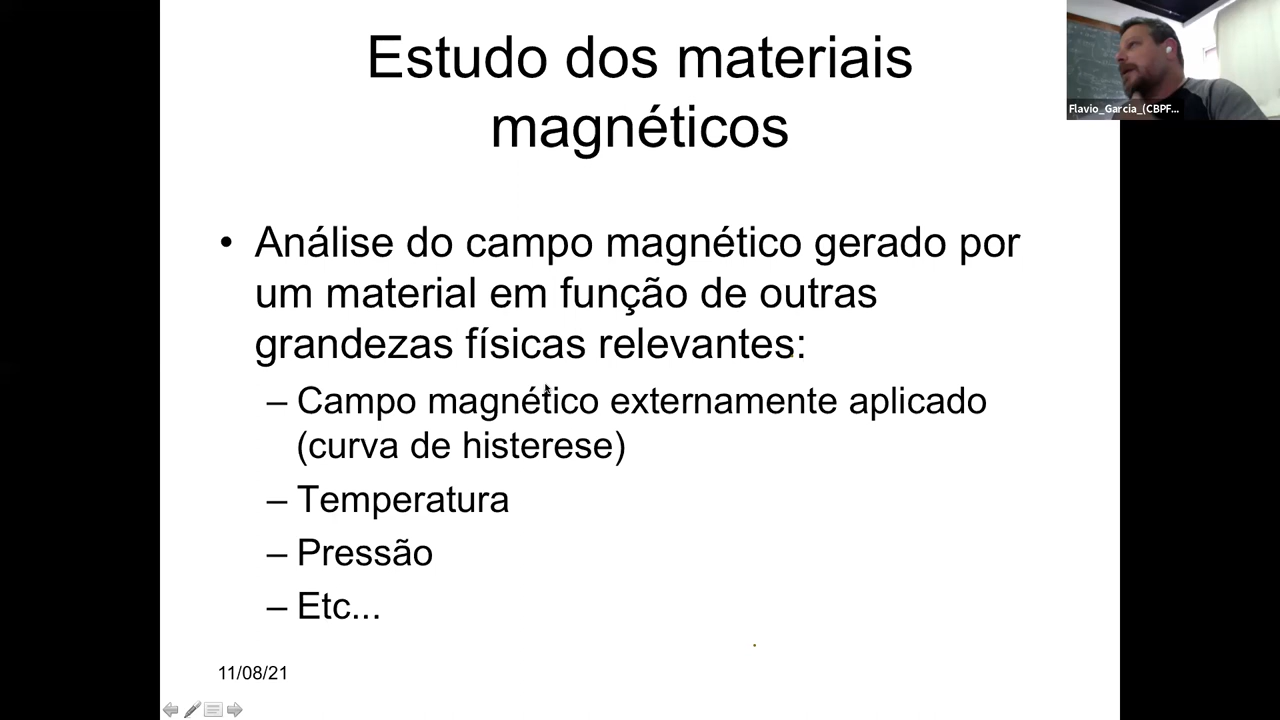 Estudo dos materiais
magnéticos
Flavio_Garcia_(CBPF...
• Análise do campo magnético gerado por
um material em função de outras
grandezas físicas relevantes:
– Campo magnético externamente aplicado
(curva de histerese)
– Temperatura
– Pressão
– Etc...
11/08/21